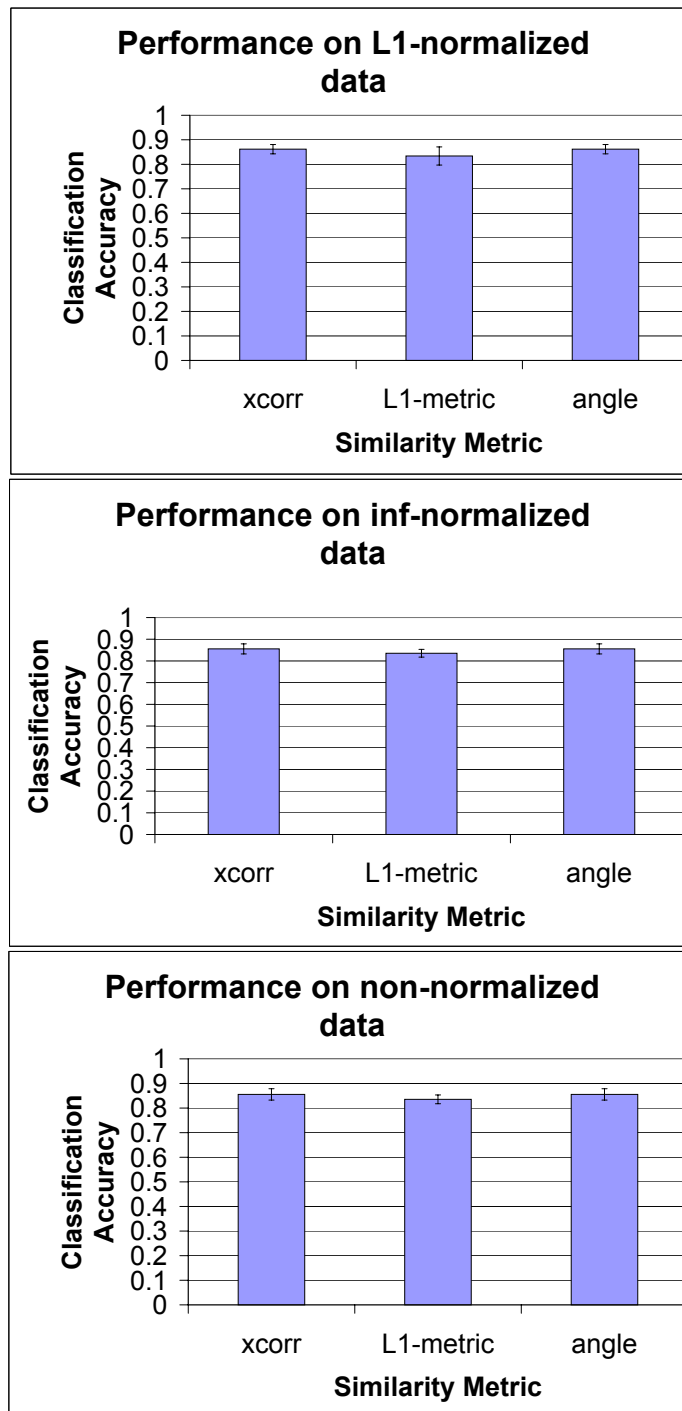 Performance on L1-normalized
data
1
0.9
0.8
0.7
0.6
0.5
0.4
0.3
0.2
0.1
0
Classification
Accuracy
xcorr L1-metric angle
Similarity Metric
Performance on inf-normalized
data
1
0.9
0.8
0.7
0.6
0.5
0.4
0.3
0.2
0.1
0
Classification
Accuracy
xcorr L1-metric angle
Similarity Metric
Performance on non-normalized
data
1
0.9
0.8
0.7
0.6
0.5
0.4
0.3
0.2
0.1
0
Classification
Accuracy
xcorr L1-metric angle
Similarity Metric